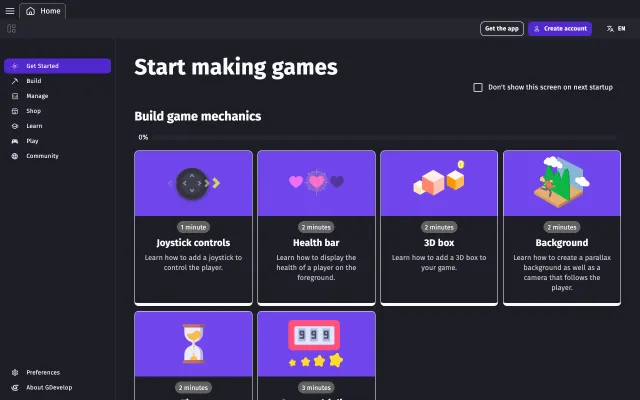 Home
Get the app
Create account
EN
Get Started
Build
Manage
Shop
Learn
Play
Community
Preferences
About GDevelop
Start making games
Don't show this screen on next startup
Build game mechanics
0%
1 minute
Joystick controls
Learn how to add a joystick to
control the player.
2 minutes
Health bar
Learn how to display the
health of a player on the
foreground.
2 minutes
3D box
Learn how to add a 3D box to
your game.
2 minutes
Background
Learn how to create a parallax
background as well as a
camera that follows the
player.
2 minutes
999
3 minutes